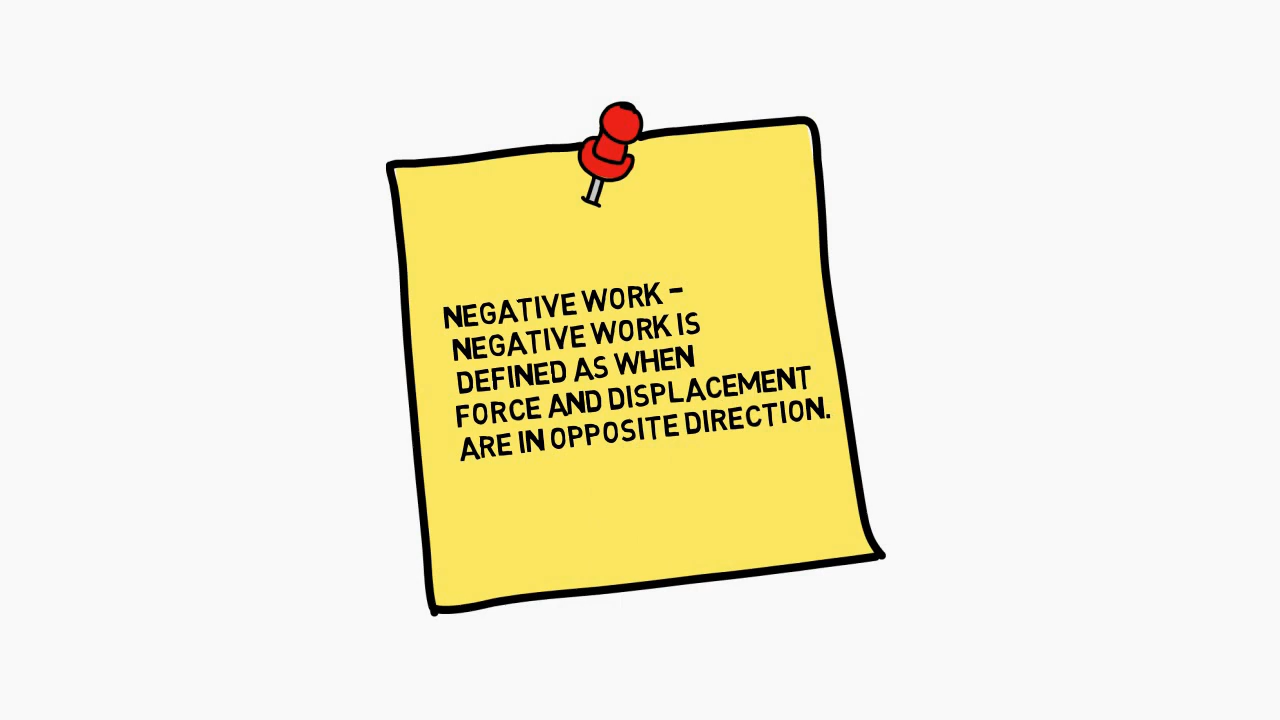 NEGATIVE WORK –
NEGATIVE WORK IS
DEFINED AS WHEN
FORCE AND DISPLACEMENT
ARE IN OPPOSITE DIRECTION.